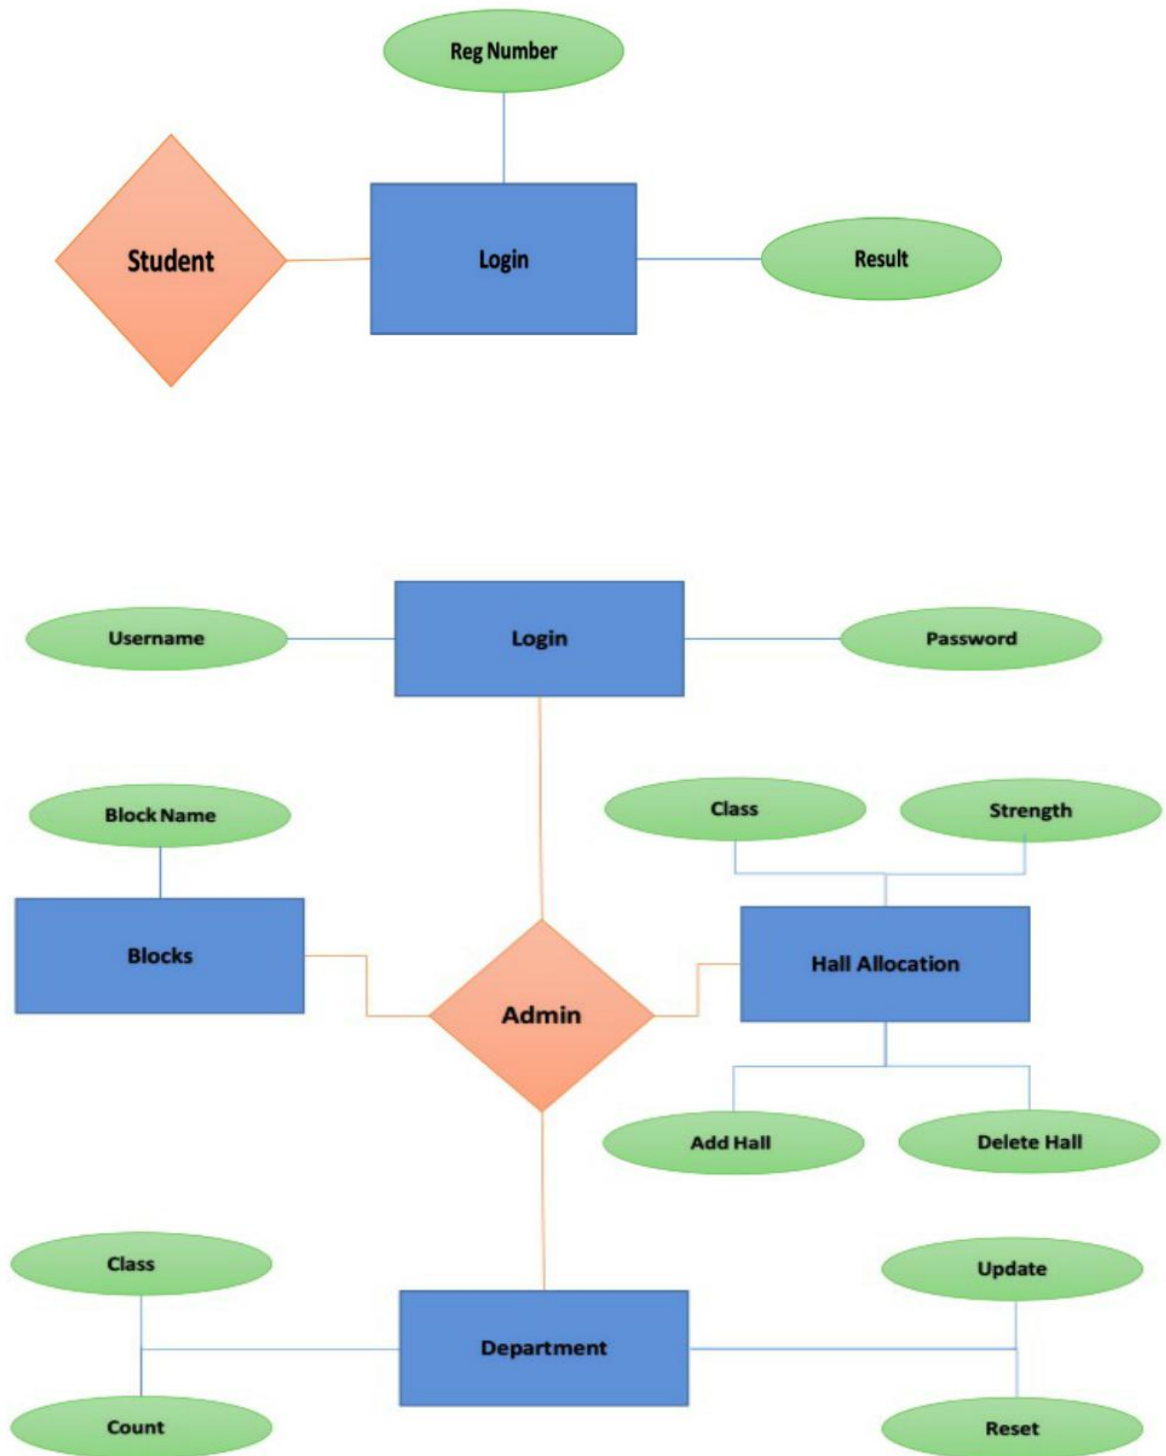 Reg Number
Student
Login
Result
Username
Login
Password
Block Name
Class
Strength
Blocks
Hall Allocation
Admin
Add Hall
Delete Hall
Class
Update
Department
Count
Reset